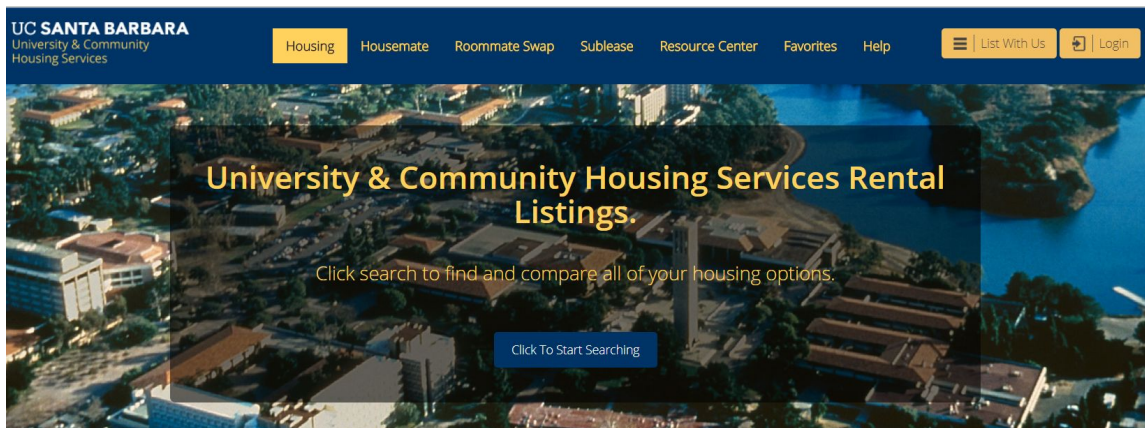 UC SANTA BARBARA
University & Community
Housing Services
Housing
Housemate
Roommate Swap
Sublease
Resource Center
Favorites
Help
List With Us
Login
University & Community Housing Services Rental
Listings.
Click search to find and compare all of your housing options.
Click To Start Searching